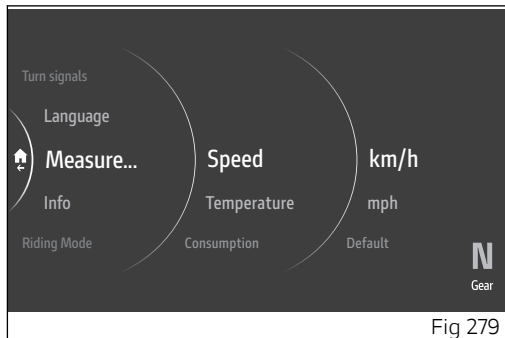 Turn signals
Language
Measure... Speed km/h
Info Temperature mph
Riding Mode Consumption Default
N
Gear
Fig 279